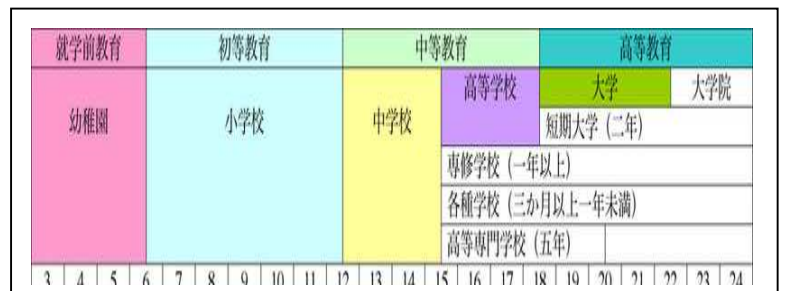 就学前教育 初等教育 中等教育 高等教育
高等学校 大学 大学院
幼稚園 小学校 中学校
短期大学 (二年)
専修学校 (一年以上)
各種学校 (三か月以上一年未満)
高等専門学校 (五年)
3 4 5 6 7 8 9 10 11 12 13 14 15 16 17 18 19 20 21 22 23 24